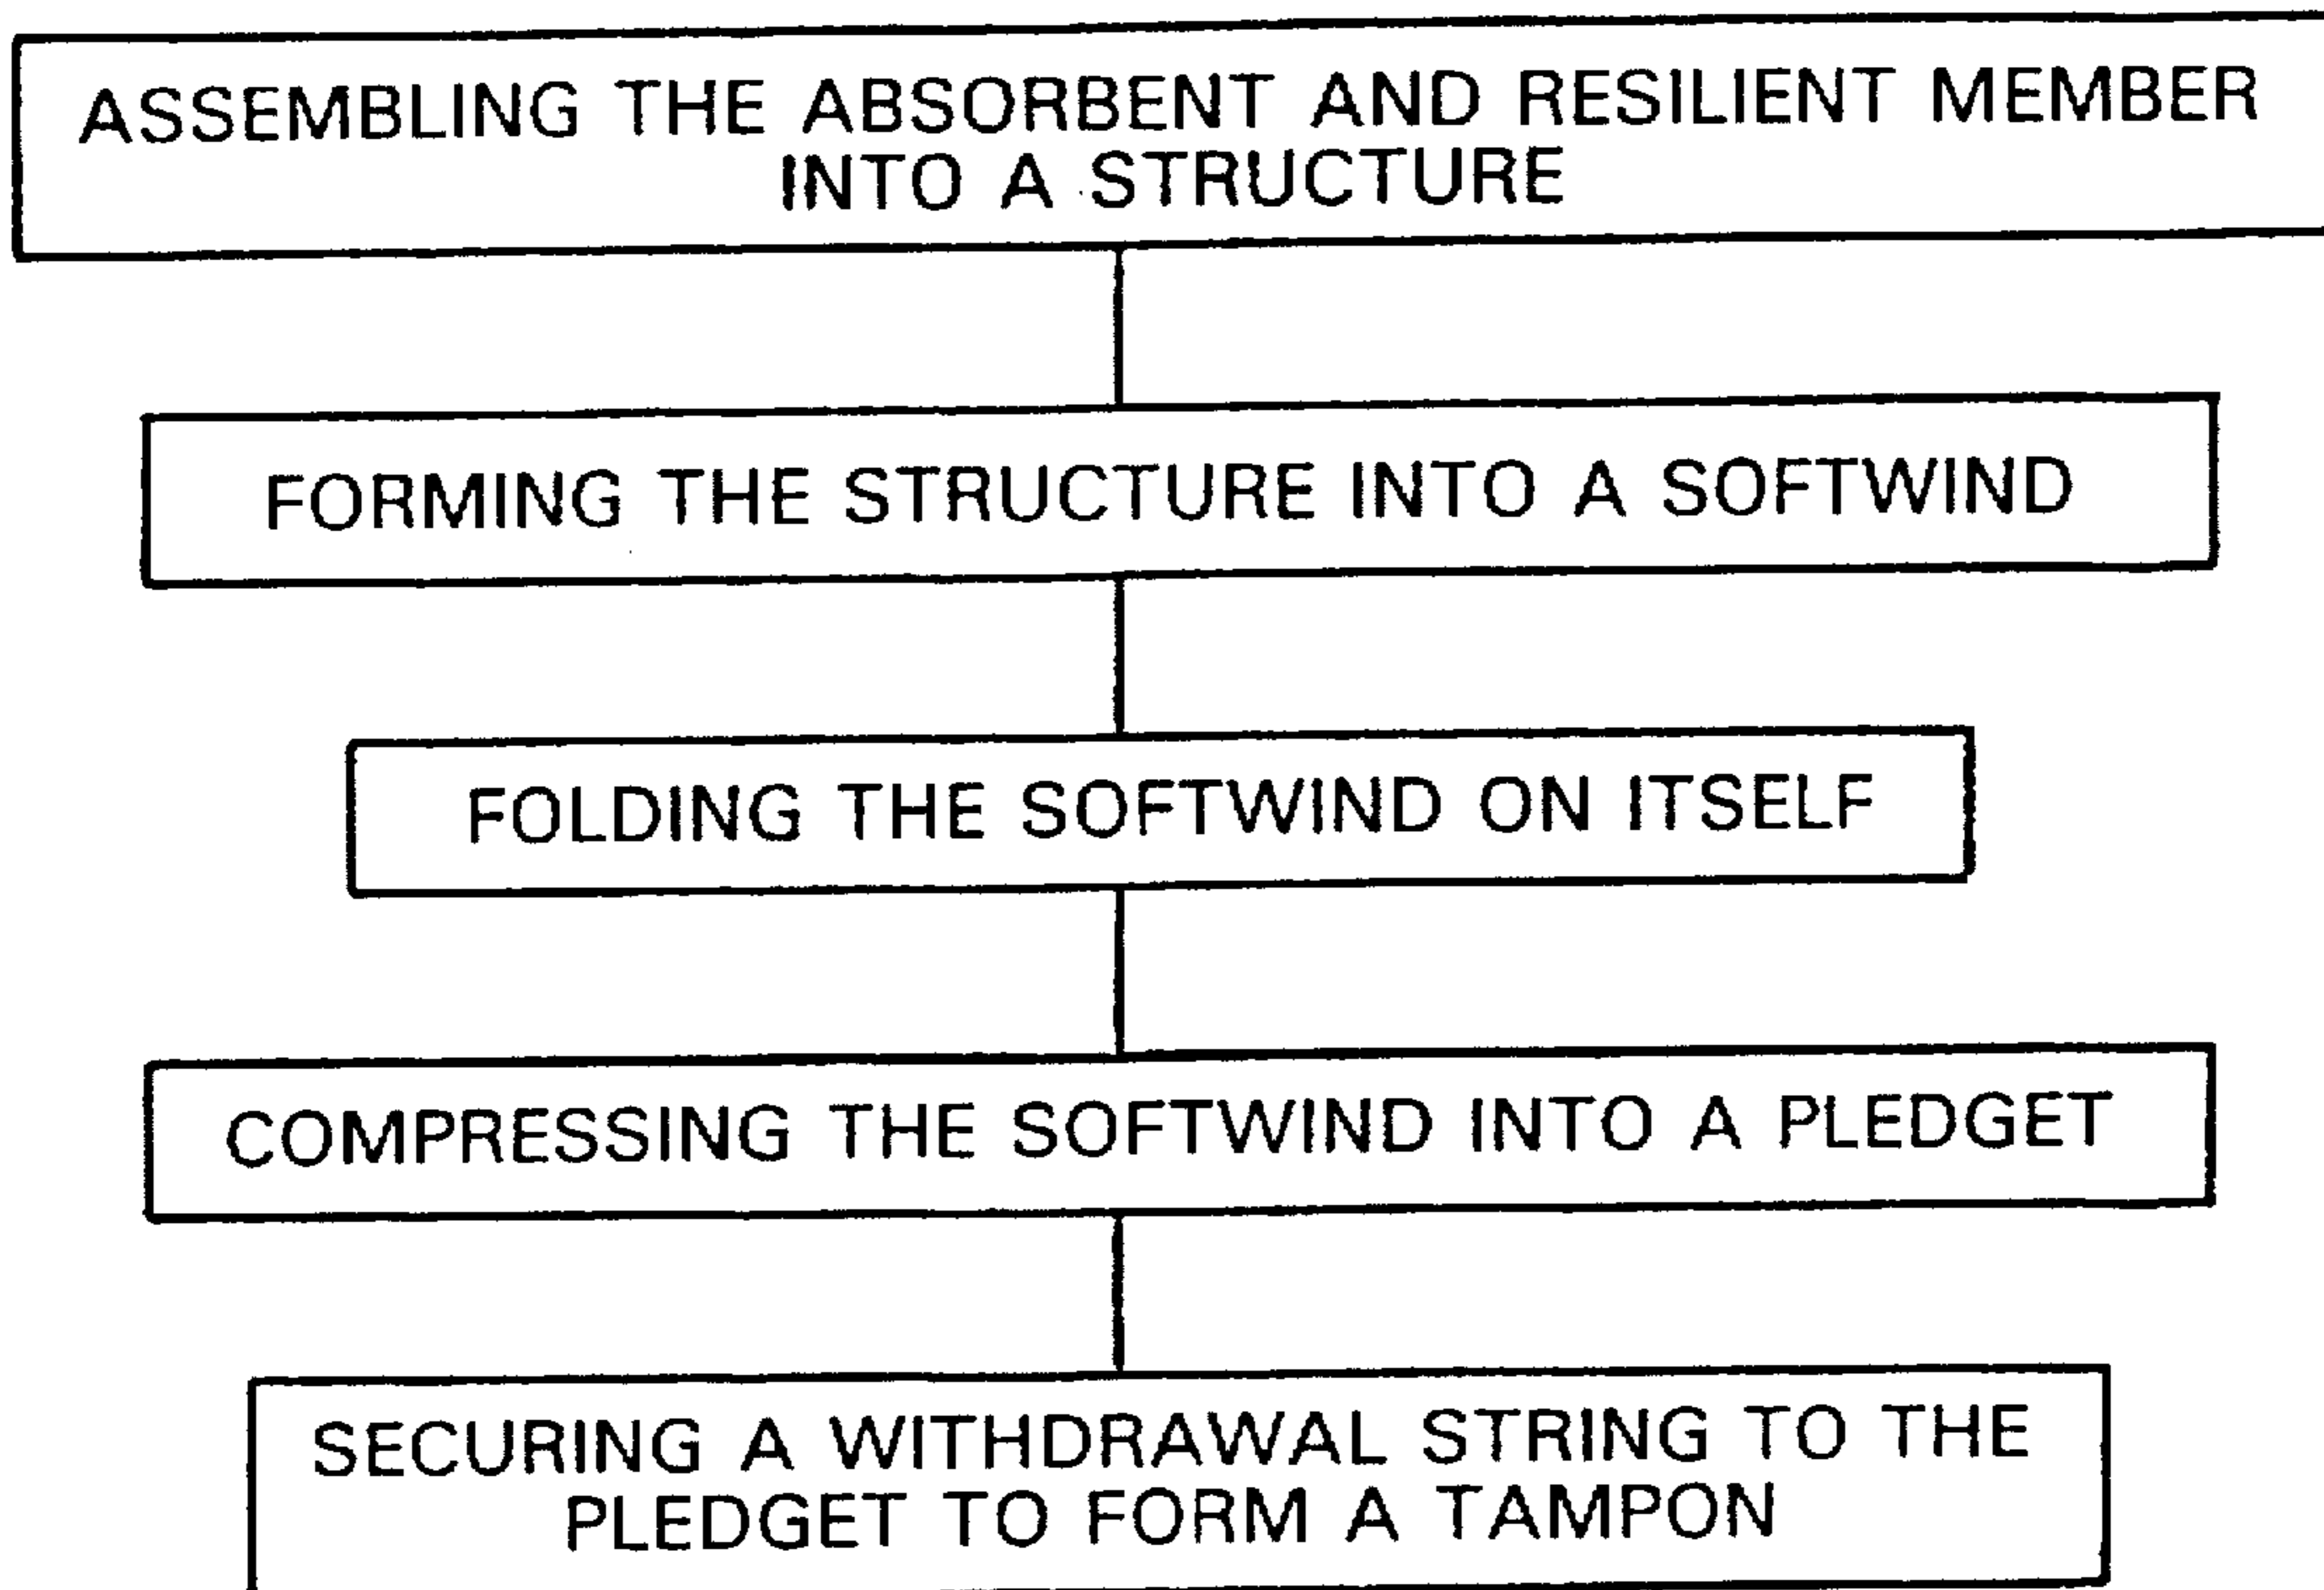 ASSEMBLING THE ABSORBENT AND RESILIENT MEMBER
INTO A STRUCTURE
FORMING THE STRUCTURE INTO A SOFTWIND
FOLDING THE SOFTWIND ON ITSELF
COMPRESSING THE SOFTWIND INTO A PLEDGET
SECURING A WITHDRAWAL STRING TO THE
PLEDGET TO FORM A TAMPON